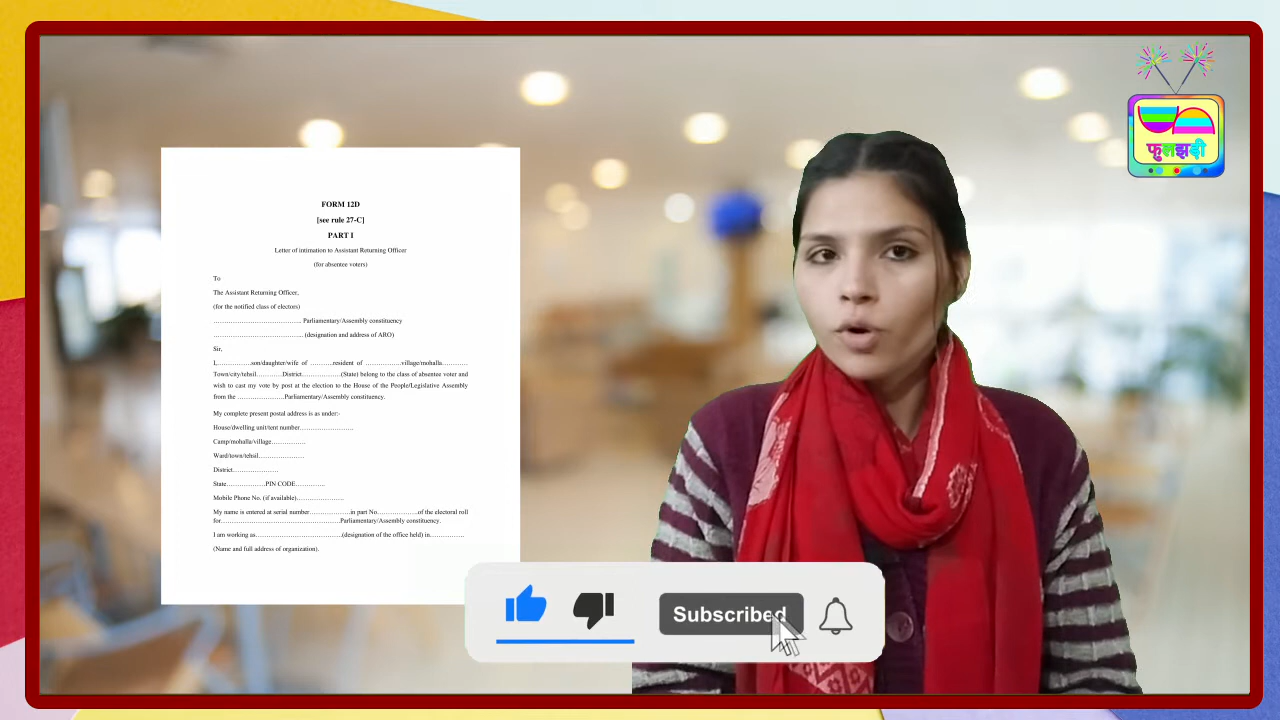 फुलझड़ी
FORM 12D
[see rule 27-C]
PART I
Letter of intimation to Assistant Returning Officer
(for absentee voters)
To
The Assistant Returning Officer,
(for the notified class of electors)
……………………………….. Parliamentary/Assembly constituency
……………………………….. (designation and address of ARO)
Sir,
I……………son/daughter/wife of ……….resident of ……………..village/mohalla………..
Town/city/tehsil………..District……………..(State) belong to the class of absentee voter and
wish to cast my vote by post at the election to the House of the People/Legislative Assembly
from the …………………Parliamentary/Assembly constituency.
My complete present postal address is as under:-
House/dwelling unit/tent number…………………..
Camp/mohalla/village……………
Ward/town/tehsil………………..
District………………..
State……………..PIN CODE………….
Mobile Phone No. (if available)…………………
My name is entered at serial number………………in part No………………of the electoral roll
for…………………………………………Parliamentary/Assembly constituency.
I am working as………………………………..(designation of the office held) in……………
(Name and full address of organization).
Subscribed